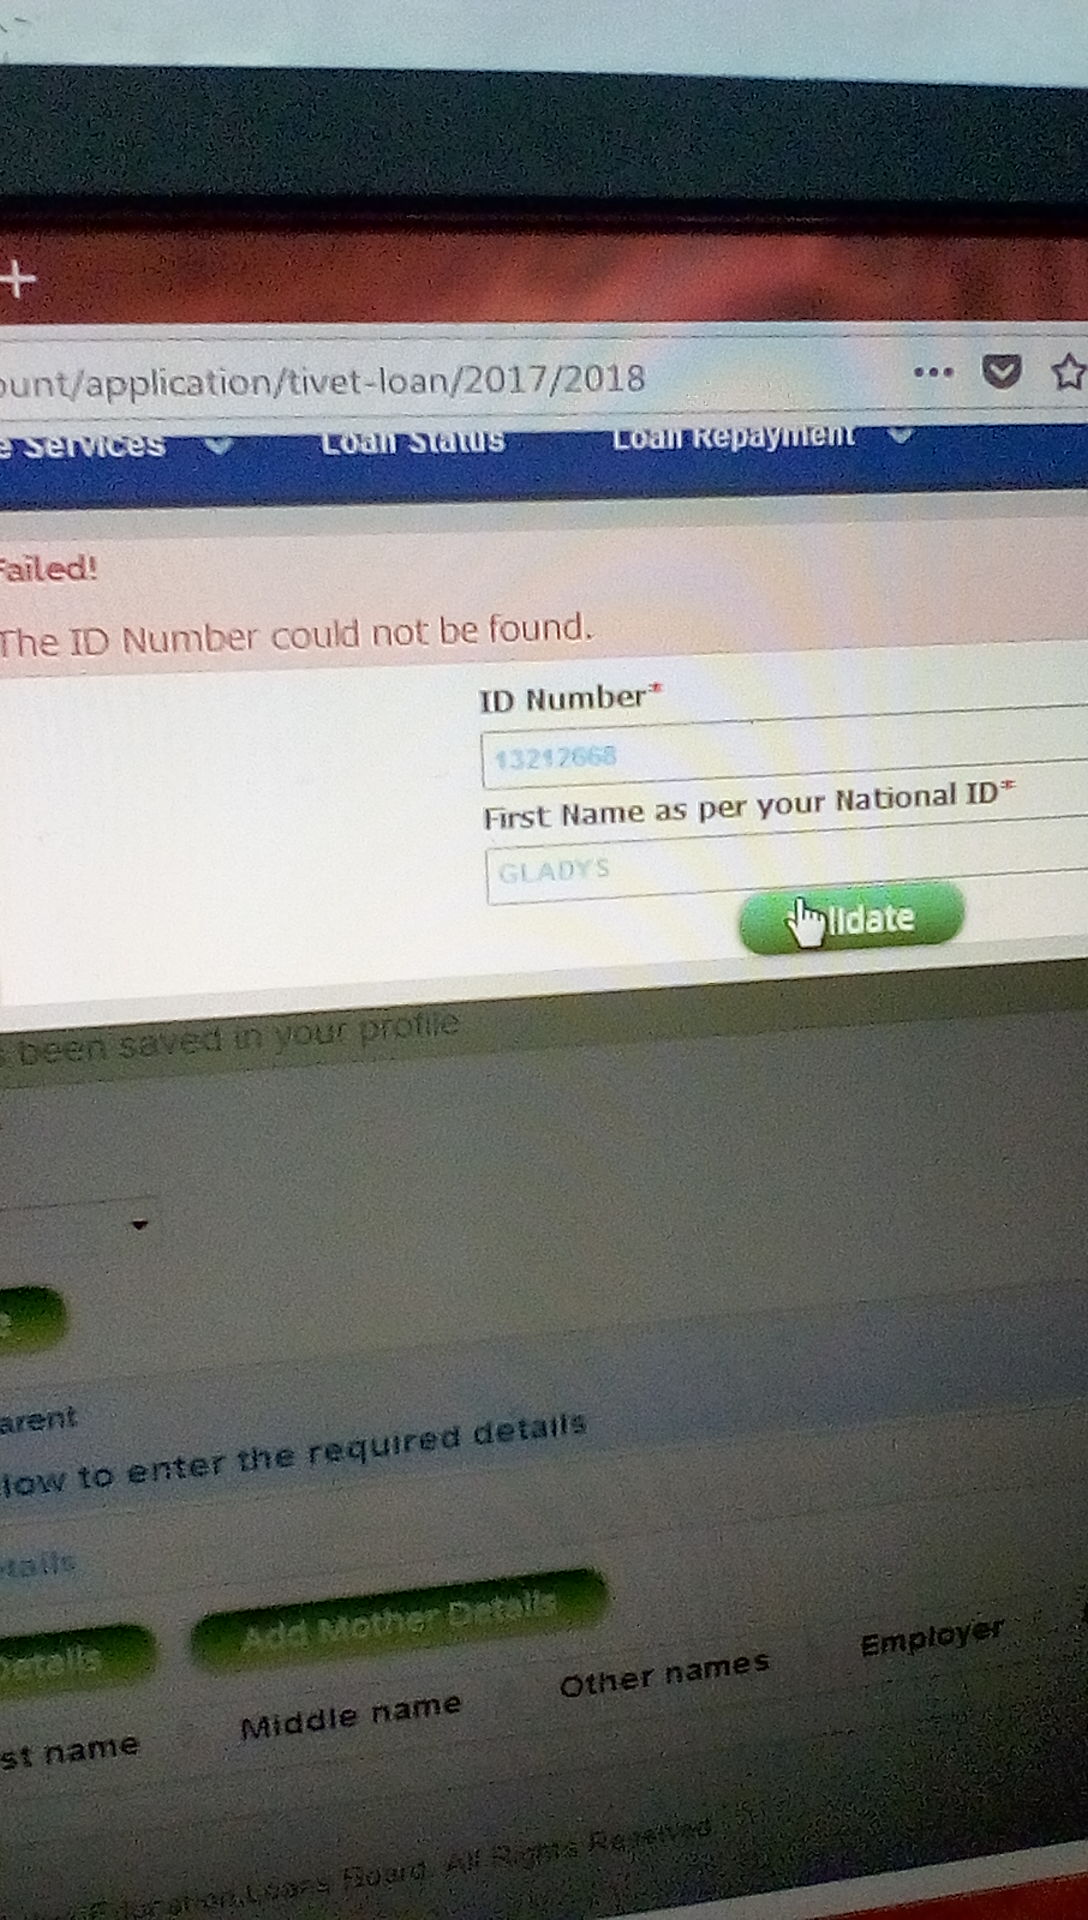 +
ount/application/tivet-loan/2017/2018
e Services Loan Status Loan Repayment
Failed!
The ID Number could not be found.
ID Number*
13212668
First Name as per your National ID*
GLADYS
lidate
s been saved in your profile
e
arent
low to enter the required details
etails
Details Add Mother Details
st name Middle name Other names Employer
Loans Board. All Rights Reserved